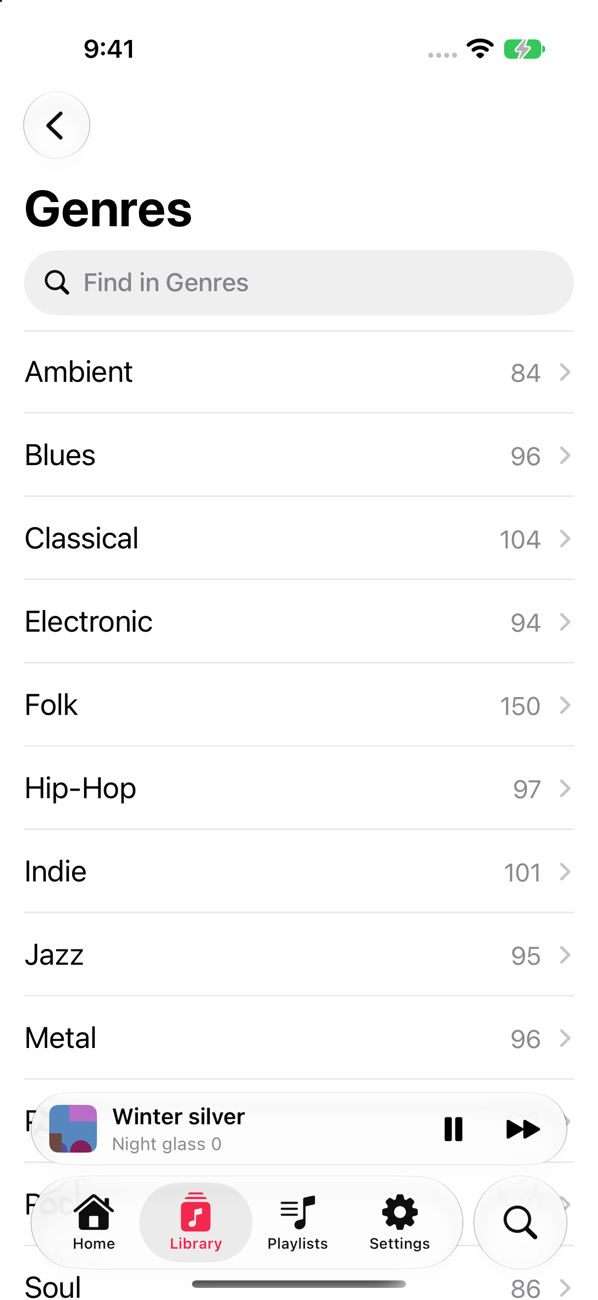 9:41
Genres
Find in Genres
Ambient 84
Blues 96
Classical 104
Electronic 94
Folk 150
Hip-Hop 97
Indie 101
Jazz 95
Metal 96
Winter silver
Night glass 0
Home Library Playlists Settings
Soul 86